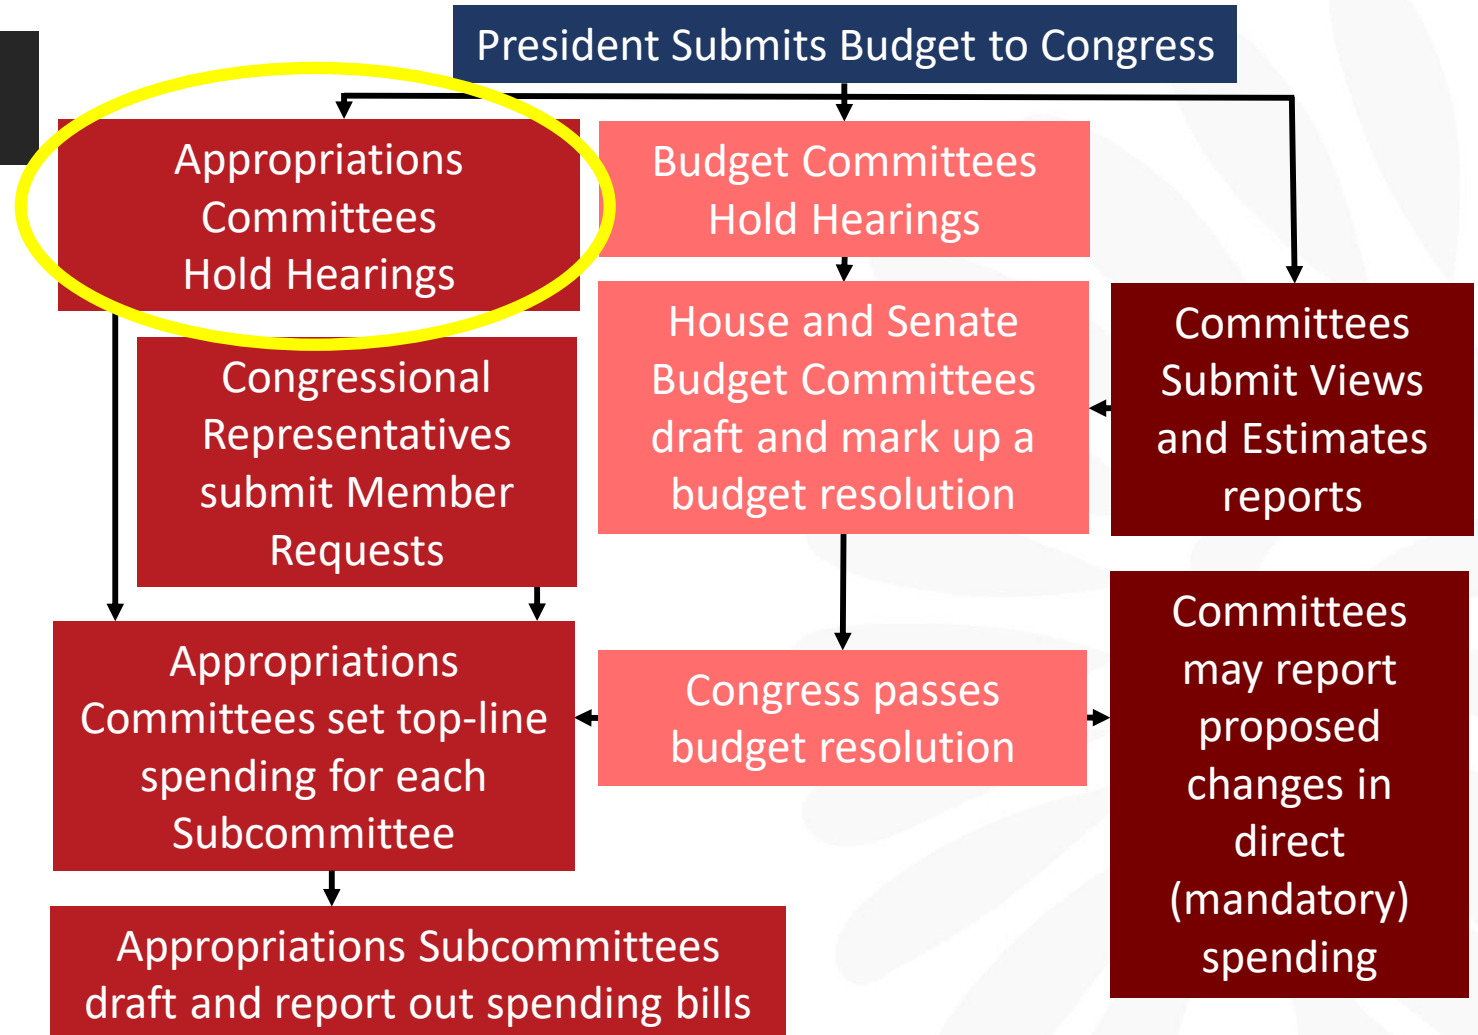 President Submits Budget to Congress
Appropriations
Committees
Hold Hearings
Budget Committees
Hold Hearings
Congressional
Representatives
submit Member
Requests
House and Senate
Budget Committees
draft and mark up a
budget resolution
Committees
Submit Views
and Estimates
reports
Appropriations
Committees set top-line
spending for each
Subcommittee
Congress passes
budget resolution
Committees
may report
proposed
changes in
direct
(mandatory)
spending
Appropriations Subcommittees
draft and report out spending bills